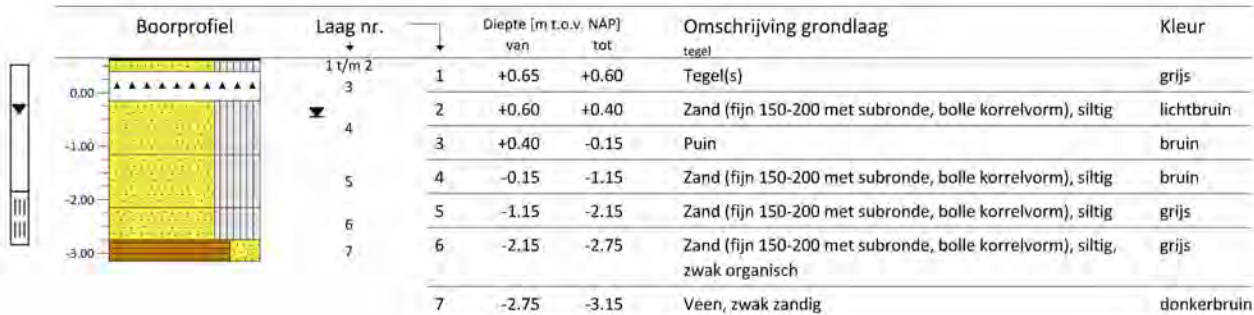 Boorprofiel Laag nr. Diepte [m t.o.v. NAP] Omschrijving grondlaag Kleur
van tot tegel
1 t/m 2
3
4
5
6
7
0.00
-1.00
-2.00
-3.00
1 +0.65 +0.60 Tegel(s) grijs
2 +0.60 +0.40 Zand (fijn 150-200 met subronde, bolle korrelvorm), siltig lichtbruin
3 +0.40 -0.15 Puin bruin
4 -0.15 -1.15 Zand (fijn 150-200 met subronde, bolle korrelvorm), siltig bruin
5 -1.15 -2.15 Zand (fijn 150-200 met subronde, bolle korrelvorm), siltig grijs
6 -2.15 -2.75 Zand (fijn 150-200 met subronde, bolle korrelvorm), siltig, grijs
zwak organisch
7 -2.75 -3.15 Veen, zwak zandig donkerbruin